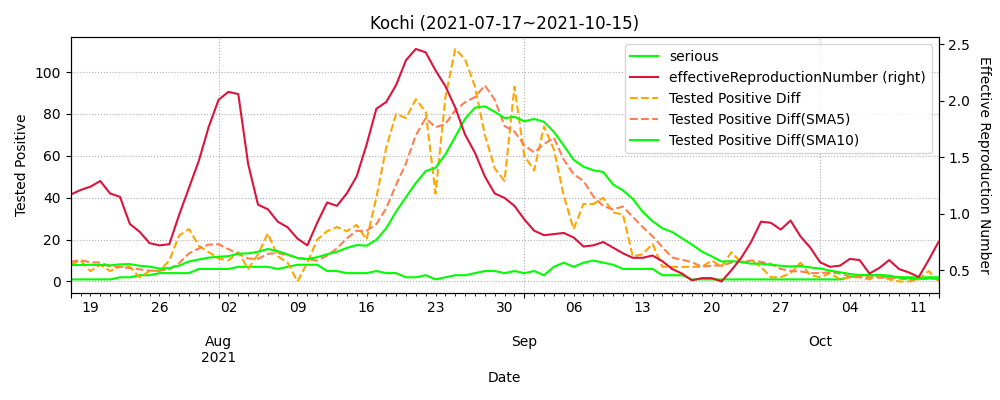 Kochi (2021-07-17~2021-10-15)
serious
effectiveReproductionNumber (right)
Tested Positive Diff
Tested Positive Diff(SMA5)
Tested Positive Diff(SMA10)
Tested Positive
100
80
60
40
20
0
2.5
2.0
1.5
1.0
0.5
Effective Reproduction Number
19 26 02 09 16 23 30 06 13 20 27 04 11
Aug Sep Oct
2021
Date